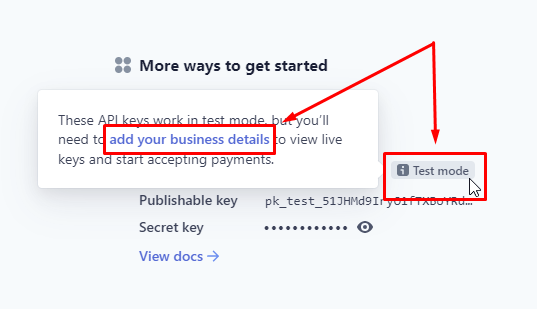 More ways to get started
These API keys work in test mode, but you'll
need to add your business details to view live
keys and start accepting payments.
Test mode
Publishable key
Secret key ••••••••••••
View docs →